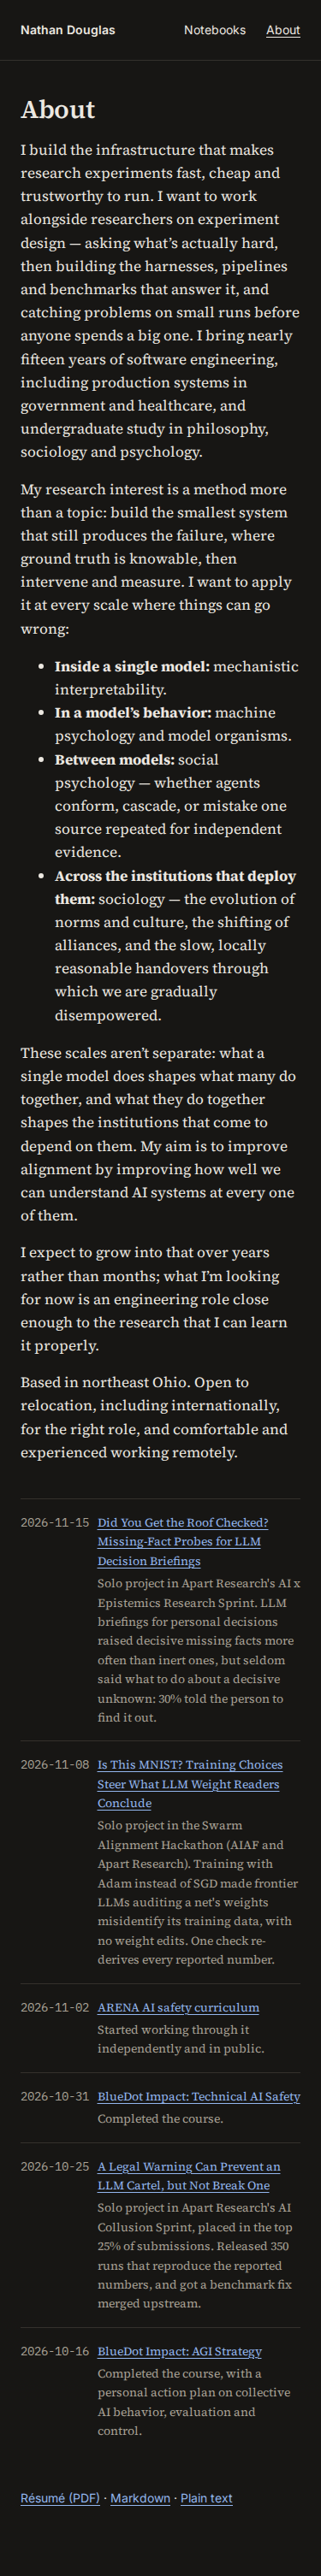 Nathan Douglas
Notebooks
About
About
I build the infrastructure that makes
research experiments fast, cheap and
trustworthy to run. I want to work
alongside researchers on experiment
design — asking what’s actually hard,
then building the harnesses, pipelines
and benchmarks that answer it, and
catching problems on small runs before
anyone spends a big one. I bring nearly
fifteen years of software engineering,
including production systems in
government and healthcare, and
undergraduate study in philosophy,
sociology and psychology.
My research interest is a method more
than a topic: build the smallest system
that still produces the failure, where
ground truth is knowable, then
intervene and measure. I want to apply
it at every scale where things can go
wrong:
• Inside a single model: mechanistic
interpretability.
• In a model’s behavior: machine
psychology and model organisms.
• Between models: social
psychology — whether agents
conform, cascade, or mistake one
source repeated for independent
evidence.
• Across the institutions that deploy
them: sociology — the evolution of
norms and culture, the shifting of
alliances, and the slow, locally
reasonable handovers through
which we are gradually
disempowered.
These scales aren’t separate: what a
single model does shapes what many do
together, and what they do together
shapes the institutions that come to
depend on them. My aim is to improve
alignment by improving how well we
can understand AI systems at every one
of them.
I expect to grow into that over years
rather than months; what I’m looking
for now is an engineering role close
enough to the research that I can learn
it properly.
Based in northeast Ohio. Open to
relocation, including internationally,
for the right role, and comfortable and
experienced working remotely.
2026-11-15 Did You Get the Roof Checked?
Missing-Fact Probes for LLM
Decision Briefings
Solo project in Apart Research's AI x
Epistemics Research Sprint. LLM
briefings for personal decisions
raised decisive missing facts more
often than inert ones, but seldom
said what to do about a decisive
unknown: 30% told the person to
find it out.
2026-11-08 Is This MNIST? Training Choices
Steer What LLM Weight Readers
Conclude
Solo project in the Swarm
Alignment Hackathon (AIAF and
Apart Research). Training with
Adam instead of SGD made frontier
LLMs auditing a net's weights
misidentify its training data, with
no weight edits. One check re-
derives every reported number.
2026-11-02 ARENA AI safety curriculum
Started working through it
independently and in public.
2026-10-31 BlueDot Impact: Technical AI Safety
Completed the course.
2026-10-25 A Legal Warning Can Prevent an
LLM Cartel, but Not Break One
Solo project in Apart Research's AI
Collusion Sprint, placed in the top
25% of submissions. Released 350
runs that reproduce the reported
numbers, and got a benchmark fix
merged upstream.
2026-10-16 BlueDot Impact: AGI Strategy
Completed the course, with a
personal action plan on collective
AI behavior, evaluation and
control.
Résumé (PDF) · Markdown · Plain text